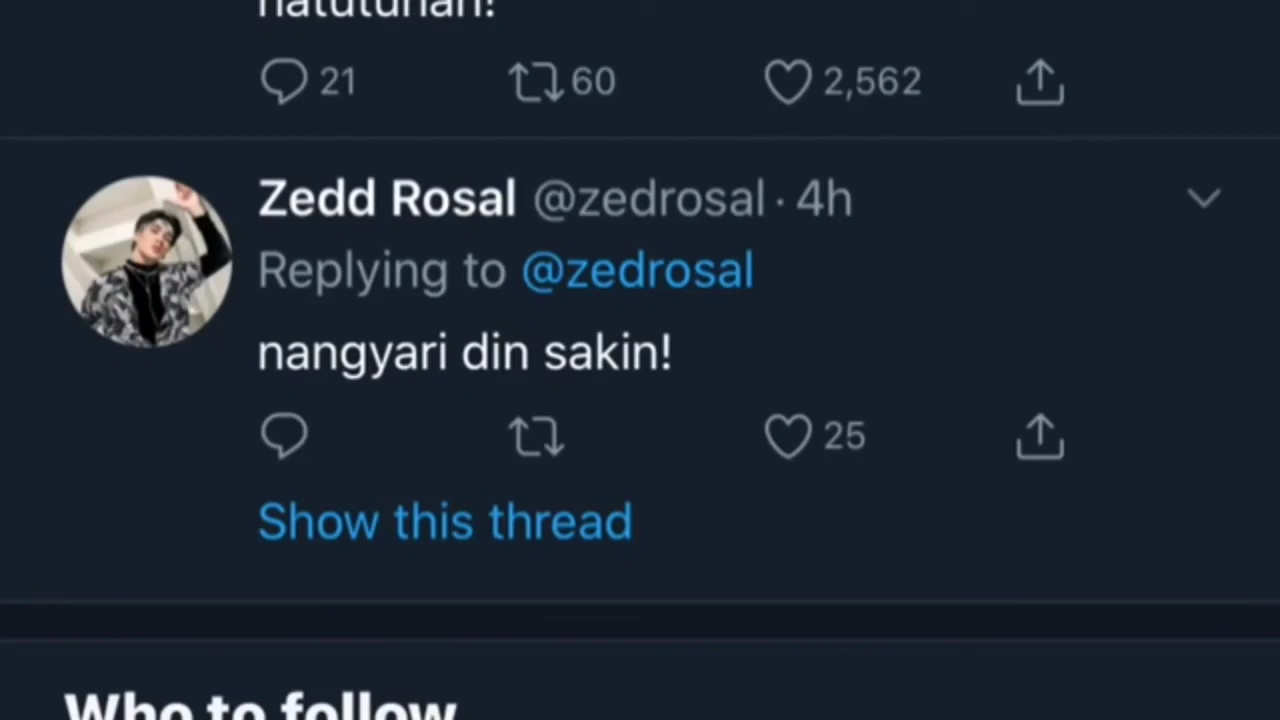 natutunan!
21 60 2,562
Zedd Rosal @zedrosal · 4h
Replying to @zedrosal
nangyari din sakin!
25
Show this thread
Who to follow